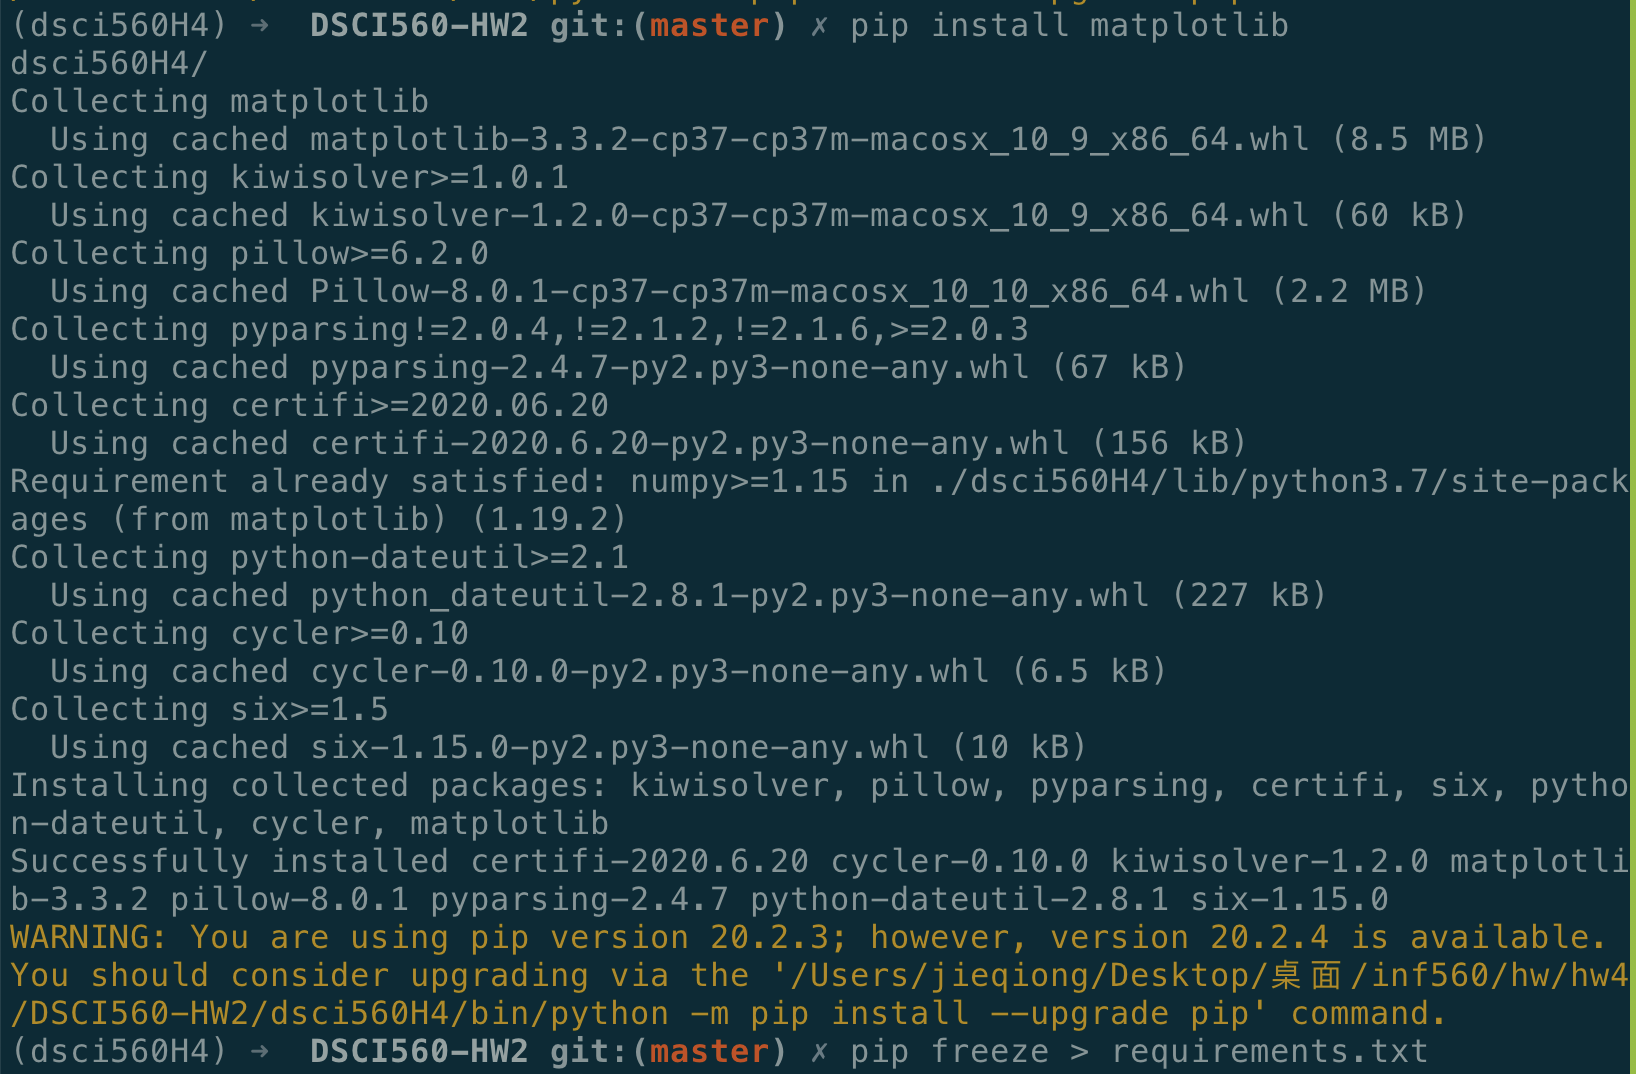 (dsci560H4) → DSCI560-HW2 git:(master) ✗ pip install matplotlib
dsci560H4/
Collecting matplotlib
  Using cached matplotlib-3.3.2-cp37-cp37m-macosx_10_9_x86_64.whl (8.5 MB)
Collecting kiwisolver>=1.0.1
  Using cached kiwisolver-1.2.0-cp37-cp37m-macosx_10_9_x86_64.whl (60 kB)
Collecting pillow>=6.2.0
  Using cached Pillow-8.0.1-cp37-cp37m-macosx_10_10_x86_64.whl (2.2 MB)
Collecting pyparsing!=2.0.4,!=2.1.2,!=2.1.6,>=2.0.3
  Using cached pyparsing-2.4.7-py2.py3-none-any.whl (67 kB)
Collecting certifi>=2020.06.20
  Using cached certifi-2020.6.20-py2.py3-none-any.whl (156 kB)
Requirement already satisfied: numpy>=1.15 in ./dsci560H4/lib/python3.7/site-pack
ages (from matplotlib) (1.19.2)
Collecting python-dateutil>=2.1
  Using cached python_dateutil-2.8.1-py2.py3-none-any.whl (227 kB)
Collecting cycler>=0.10
  Using cached cycler-0.10.0-py2.py3-none-any.whl (6.5 kB)
Collecting six>=1.5
  Using cached six-1.15.0-py2.py3-none-any.whl (10 kB)
Installing collected packages: kiwisolver, pillow, pyparsing, certifi, six, pytho
n-dateutil, cycler, matplotlib
Successfully installed certifi-2020.6.20 cycler-0.10.0 kiwisolver-1.2.0 matplotli
b-3.3.2 pillow-8.0.1 pyparsing-2.4.7 python-dateutil-2.8.1 six-1.15.0
WARNING: You are using pip version 20.2.3; however, version 20.2.4 is available.
You should consider upgrading via the '/Users/jieqiong/Desktop/桌面/inf560/hw/hw4
/DSCI560-HW2/dsci560H4/bin/python -m pip install --upgrade pip' command.
(dsci560H4) → DSCI560-HW2 git:(master) ✗ pip freeze > requirements.txt